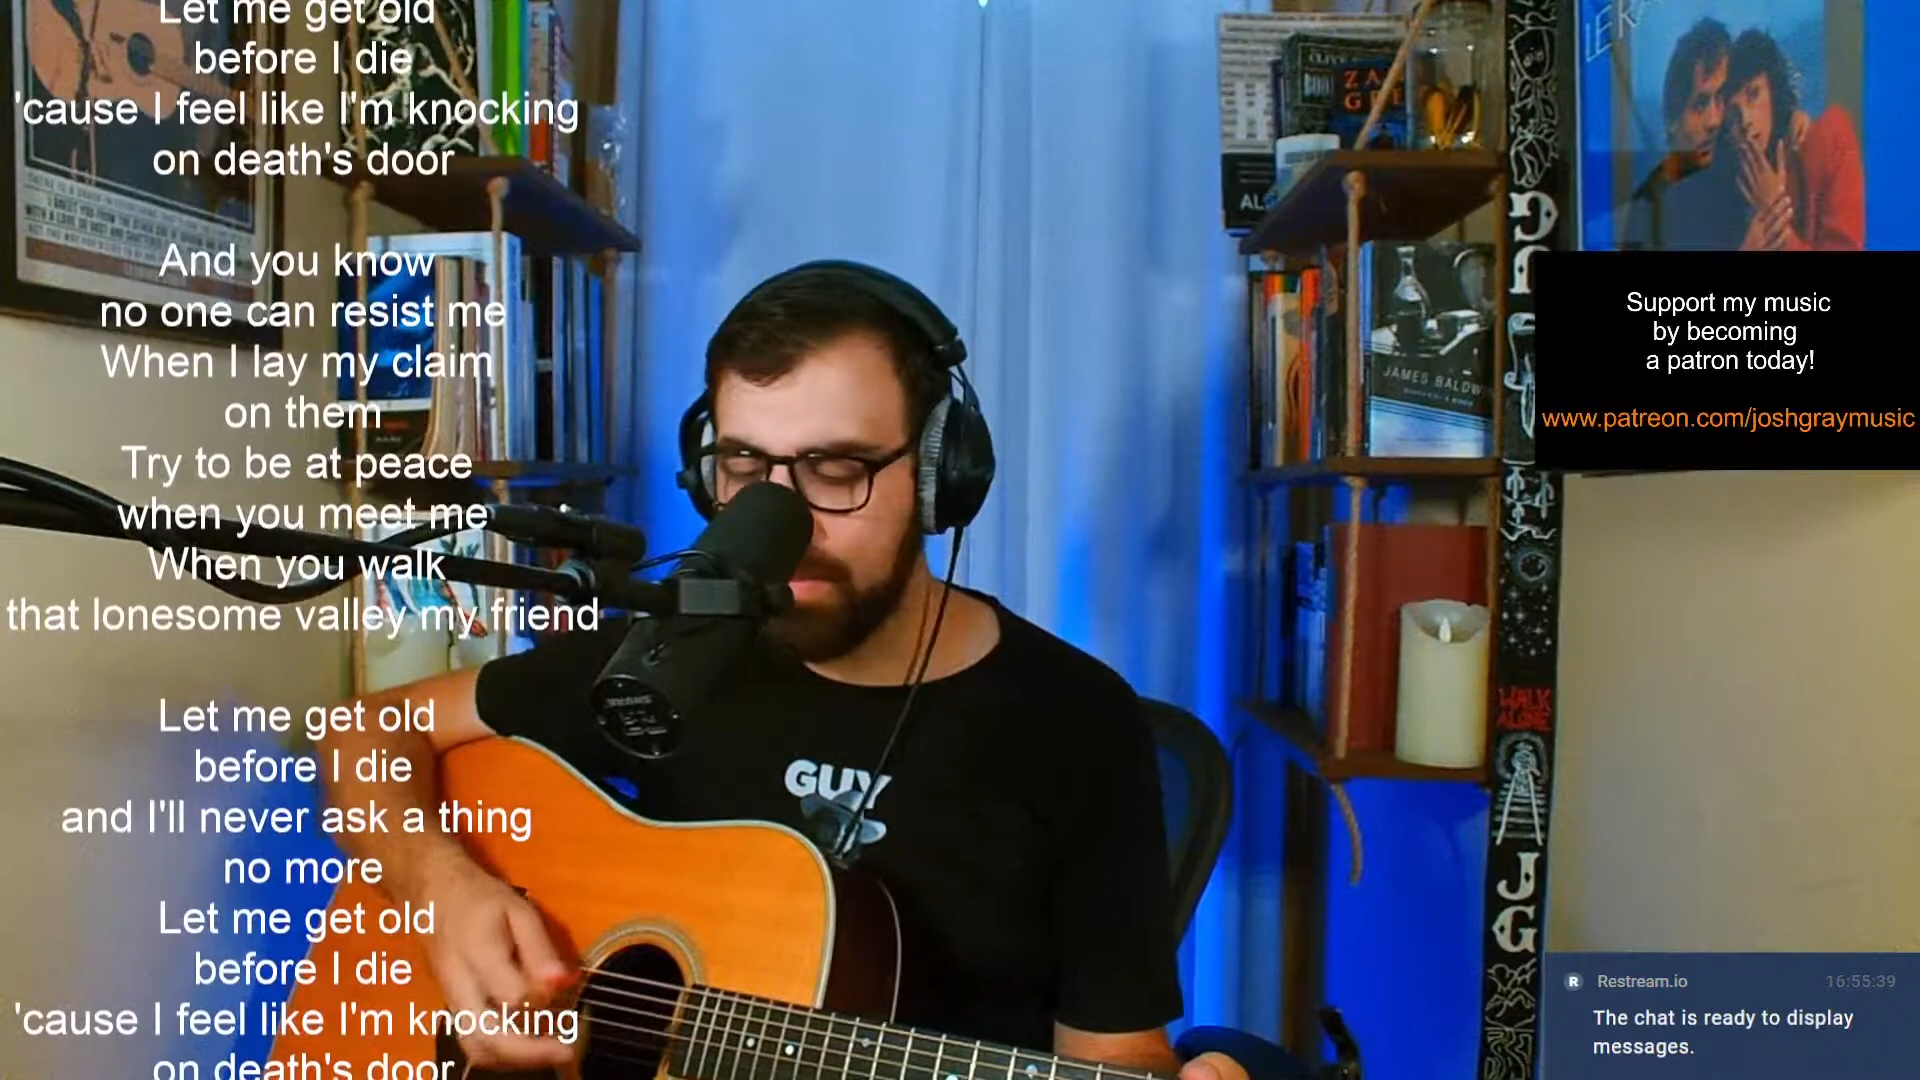 Let me get old
before I die
'cause I feel like I'm knocking
on death's door
And you know
no one can resist me
When I lay my claim
on them
Try to be at peace
when you meet me
When you walk
that lonesome valley my friend
Let me get old
before I die
and I'll never ask a thing
no more
Let me get old
before I die
'cause I feel like I'm knocking
on death's door
GUY
JAMES BALDW
WALK
ALONE
JG
Support my music
by becoming
a patron today!
www.patreon.com/joshgraymusic
R Restream.io 16:55:39
The chat is ready to display
messages.